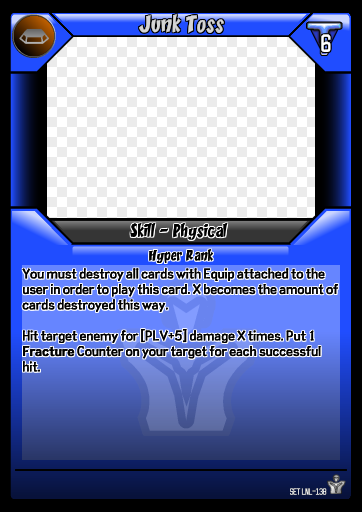 Junk Toss
6
Skill - Physical
Hyper Rank
You must destroy all cards with Equip attached to the
user in order to play this card. X becomes the amount of
cards destroyed this way.
Hit target enemy for [PLV+5] damage X times. Put 1
Fracture Counter on your target for each successful
hit.
SET LNL-138